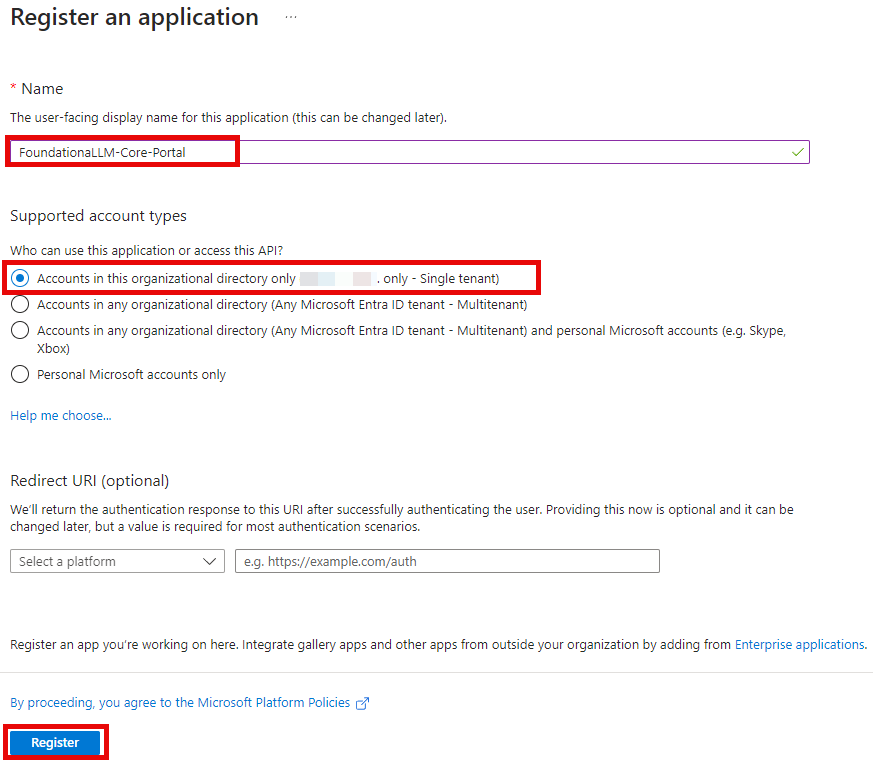 Register an application ...
* Name
The user-facing display name for this application (this can be changed later).
FoundationaLLM-Core-Portal
Supported account types
Who can use this application or access this API?
Accounts in this organizational directory only . only - Single tenant)
Accounts in any organizational directory (Any Microsoft Entra ID tenant - Multitenant)
Accounts in any organizational directory (Any Microsoft Entra ID tenant - Multitenant) and personal Microsoft accounts (e.g. Skype,
Xbox)
Personal Microsoft accounts only
Help me choose...
Redirect URI (optional)
We'll return the authentication response to this URI after successfully authenticating the user. Providing this now is optional and it can be
changed later, but a value is required for most authentication scenarios.
Select a platform e.g. https://example.com/auth
Register an app you're working on here. Integrate gallery apps and other apps from outside your organization by adding from Enterprise applications.
By proceeding, you agree to the Microsoft Platform Policies
Register